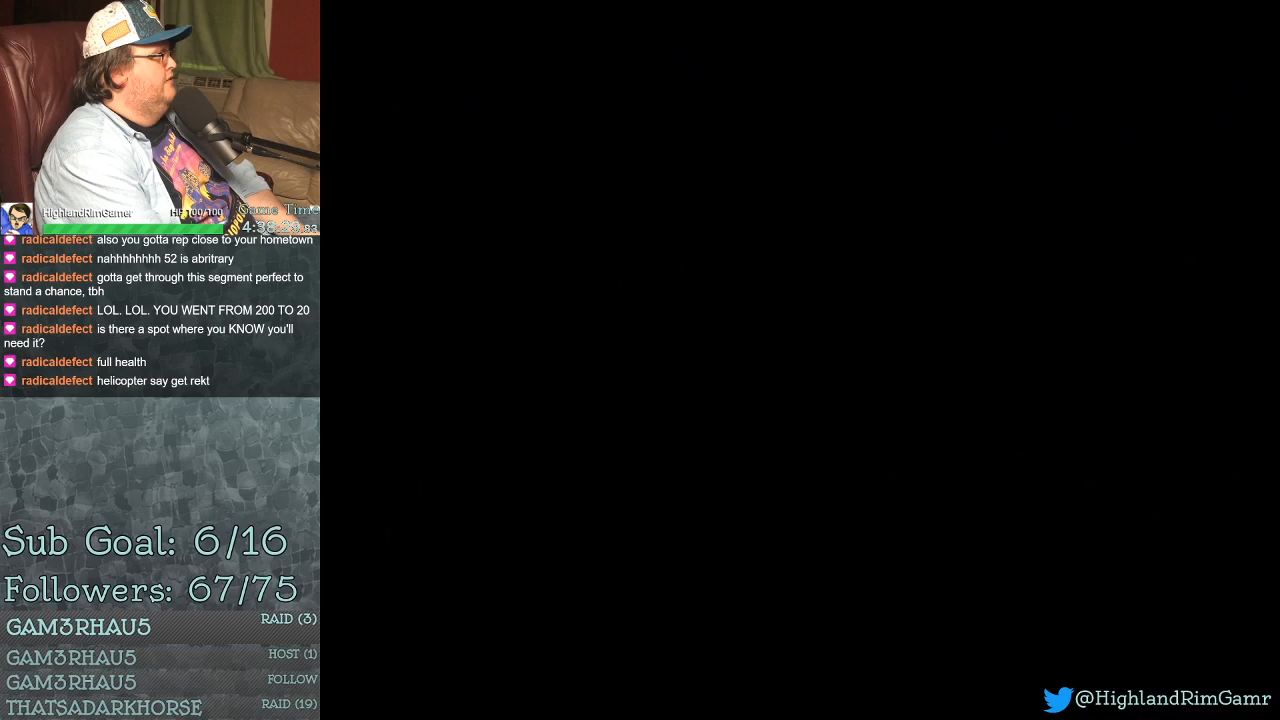 HighlandRimGamer HP 100/100
Game Time
4:38:29.83
radicaldefect also you gotta rep close to your hometown
radicaldefect nahhhhhhhh 52 is abritrary
radicaldefect gotta get through this segment perfect to
stand a chance, tbh
radicaldefect LOL. LOL. YOU WENT FROM 200 TO 20
radicaldefect is there a spot where you KNOW you'll
need it?
radicaldefect full health
radicaldefect helicopter say get rekt
Sub Goal: 6/16
Followers: 67/75
GAM3RHAU5 RAID (3)
GAM3RHAU5 HOST (1)
GAM3RHAU5 FOLLOW
THATSADARKHORSE RAID (19)
@HighlandRimGamr